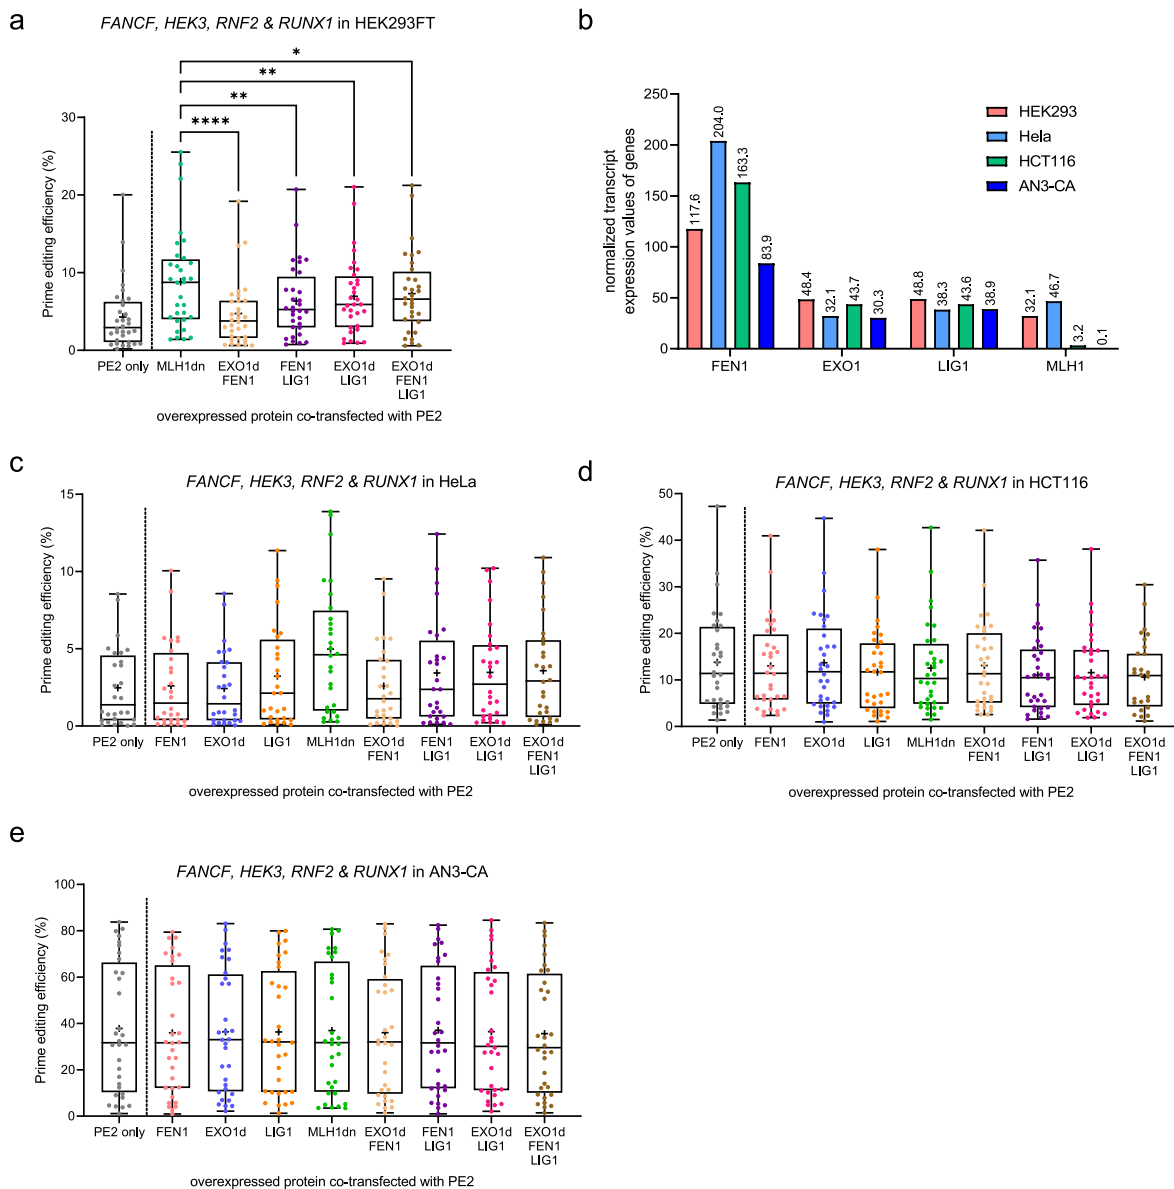 a
FANCF, HEK3, RNF2 & RUNX1 in HEK293FT
*
**
**
****
Prime editing efficiency (%)
30
20
10
0
PE2 only
MLH1dn
EXO1d
FEN1
FEN1
LIG1
EXO1d
LIG1
EXO1d
FEN1
LIG1
overexpressed protein co-transfected with PE2
b
normalized transcript
expression values of genes
250
200
150
100
50
0
HEK293
Hela
HCT116
AN3-CA
117.6
204.0
163.3
83.9
48.4
32.1
43.7
30.3
48.8
38.3
43.6
38.9
32.1
46.7
3.2
0.1
FEN1
EXO1
LIG1
MLH1
c
FANCF, HEK3, RNF2 & RUNX1 in HeLa
Prime editing efficiency (%)
15
10
5
0
PE2 only
FEN1
EXO1d
LIG1
MLH1dn
EXO1d
FEN1
FEN1
LIG1
EXO1d
LIG1
EXO1d
FEN1
LIG1
overexpressed protein co-transfected with PE2
d
FANCF, HEK3, RNF2 & RUNX1 in HCT116
Prime editing efficiency (%)
50
40
30
20
10
0
PE2 only
FEN1
EXO1d
LIG1
MLH1dn
EXO1d
FEN1
FEN1
LIG1
EXO1d
LIG1
EXO1d
FEN1
LIG1
overexpressed protein co-transfected with PE2
e
FANCF, HEK3, RNF2 & RUNX1 in AN3-CA
Prime editing efficiency (%)
100
80
60
40
20
0
PE2 only
FEN1
EXO1d
LIG1
MLH1dn
EXO1d
FEN1
FEN1
LIG1
EXO1d
LIG1
EXO1d
FEN1
LIG1
overexpressed protein co-transfected with PE2